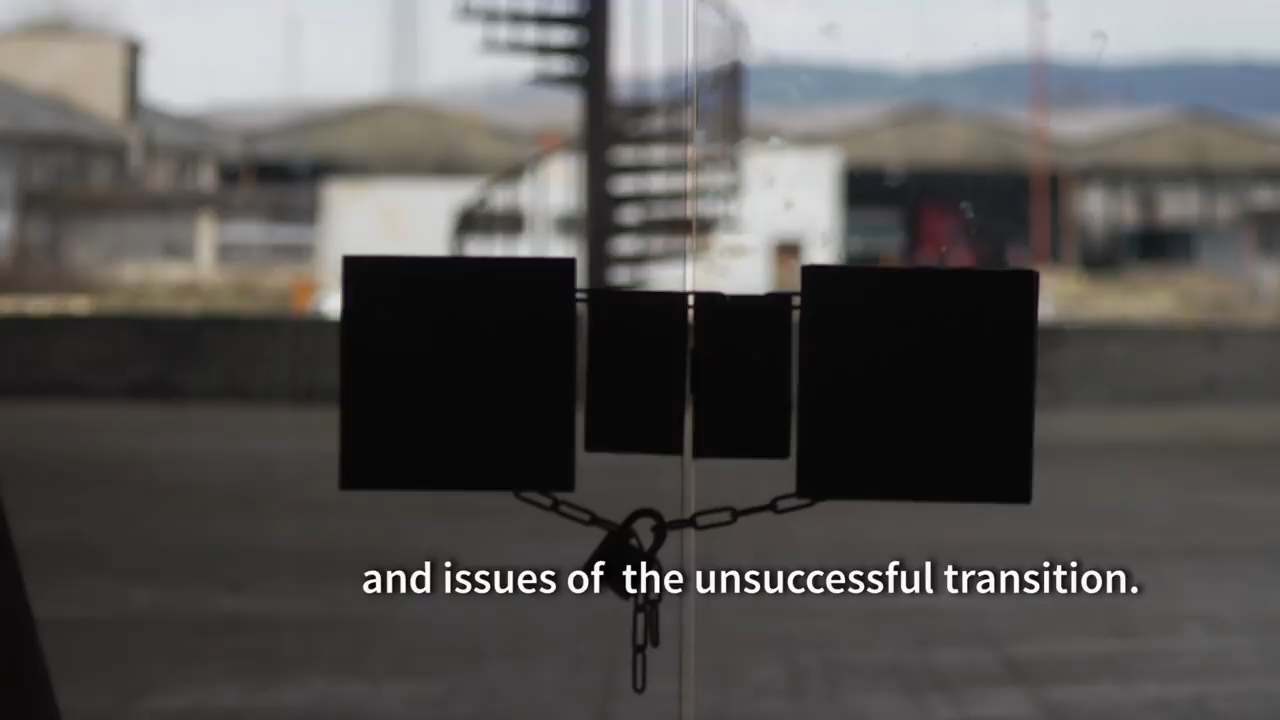 and issues of the unsuccessful transition.